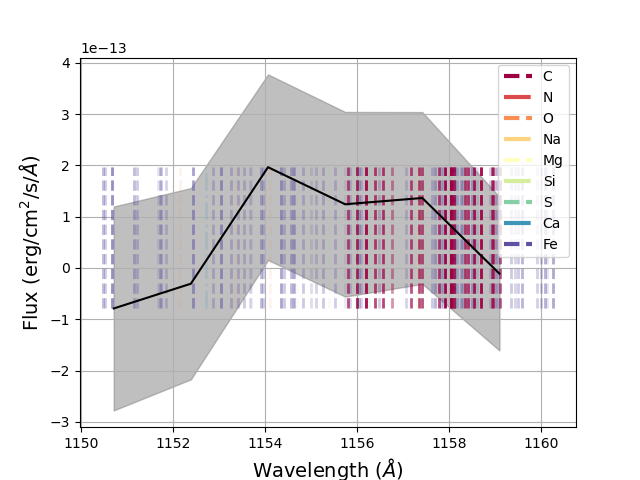 1e−13
4
3
2
1
0
−1
−2
−3
Flux (erg/cm²/s/Å)
1150
1152
1154
1156
1158
1160
Wavelength (Å)
C
N
O
Na
Mg
Si
S
Ca
Fe